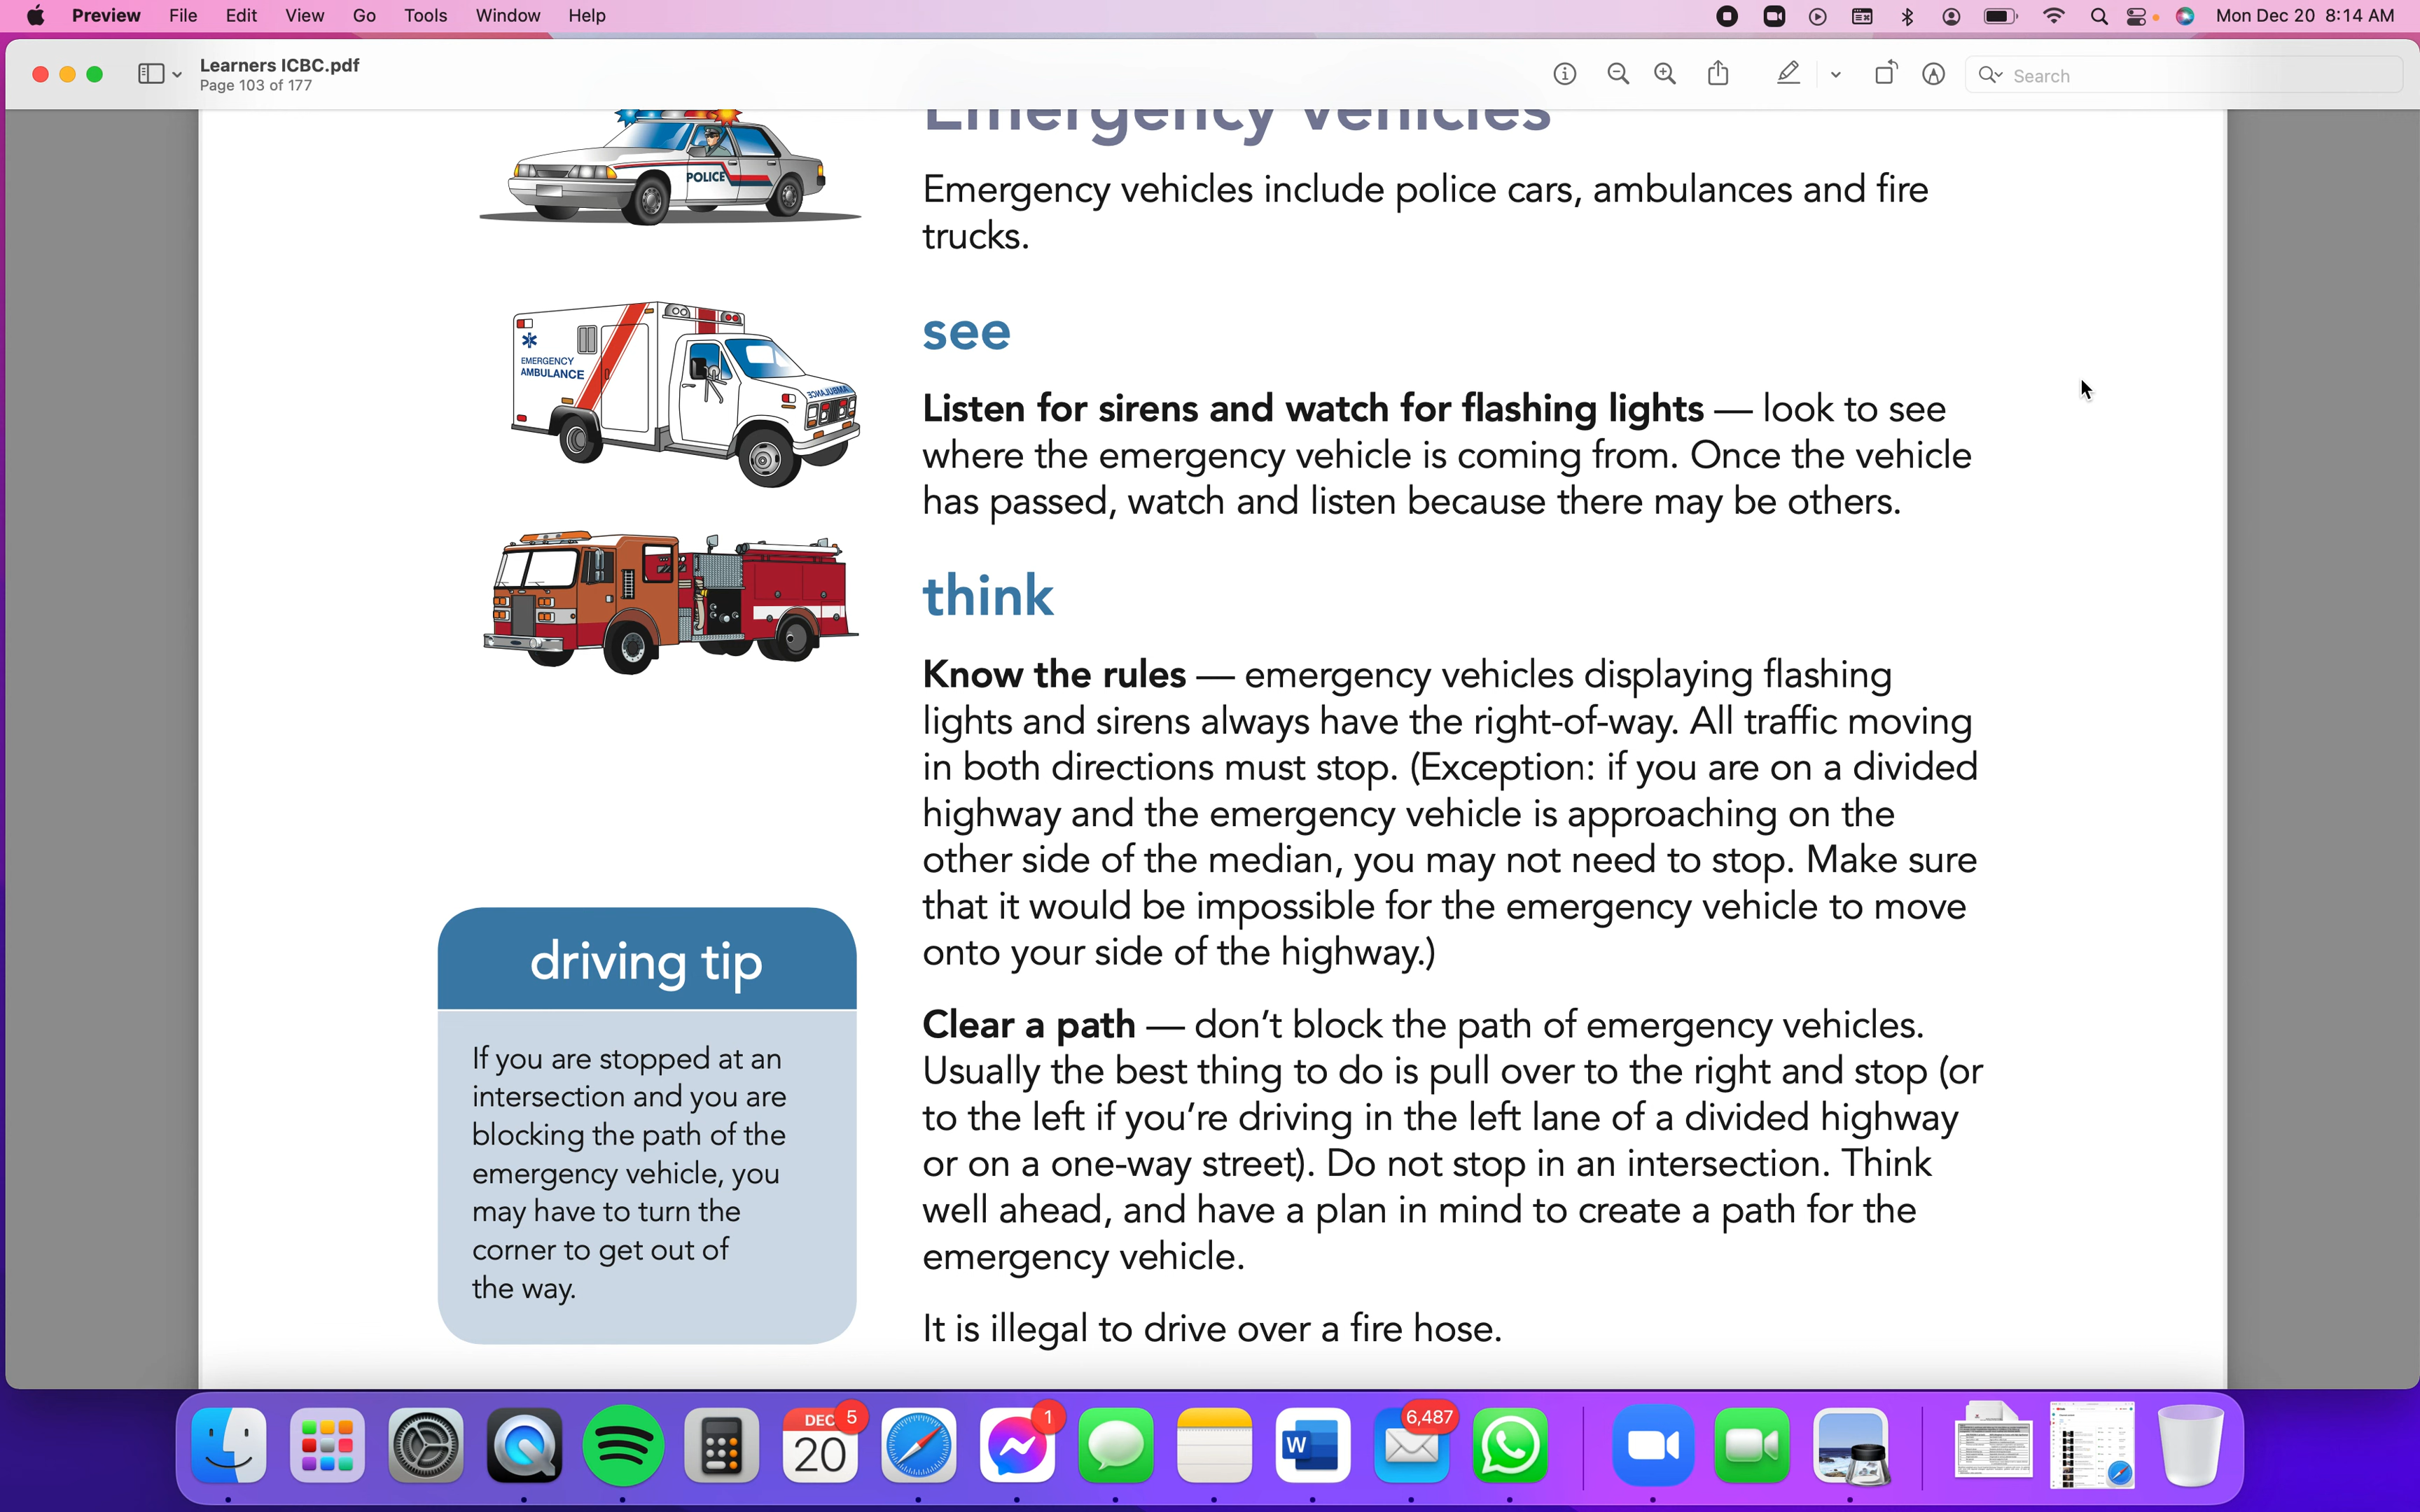 Preview File Edit View Go Tools Window Help
Mon Dec 20 8:14 AM
Learners ICBC.pdf
Page 103 of 177
Search
Emergency vehicles
Emergency vehicles include police cars, ambulances and fire
trucks.
POLICE
see
EMERGENCY
AMBULANCE
AMBULANCE
Listen for sirens and watch for flashing lights — look to see
where the emergency vehicle is coming from. Once the vehicle
has passed, watch and listen because there may be others.
think
Know the rules — emergency vehicles displaying flashing
lights and sirens always have the right-of-way. All traffic moving
in both directions must stop. (Exception: if you are on a divided
highway and the emergency vehicle is approaching on the
other side of the median, you may not need to stop. Make sure
that it would be impossible for the emergency vehicle to move
onto your side of the highway.)
driving tip
If you are stopped at an
intersection and you are
blocking the path of the
emergency vehicle, you
may have to turn the
corner to get out of
the way.
Clear a path — don’t block the path of emergency vehicles.
Usually the best thing to do is pull over to the right and stop (or
to the left if you’re driving in the left lane of a divided highway
or on a one-way street). Do not stop in an intersection. Think
well ahead, and have a plan in mind to create a path for the
emergency vehicle.
It is illegal to drive over a fire hose.
DEC
5
20
1
W
6,487